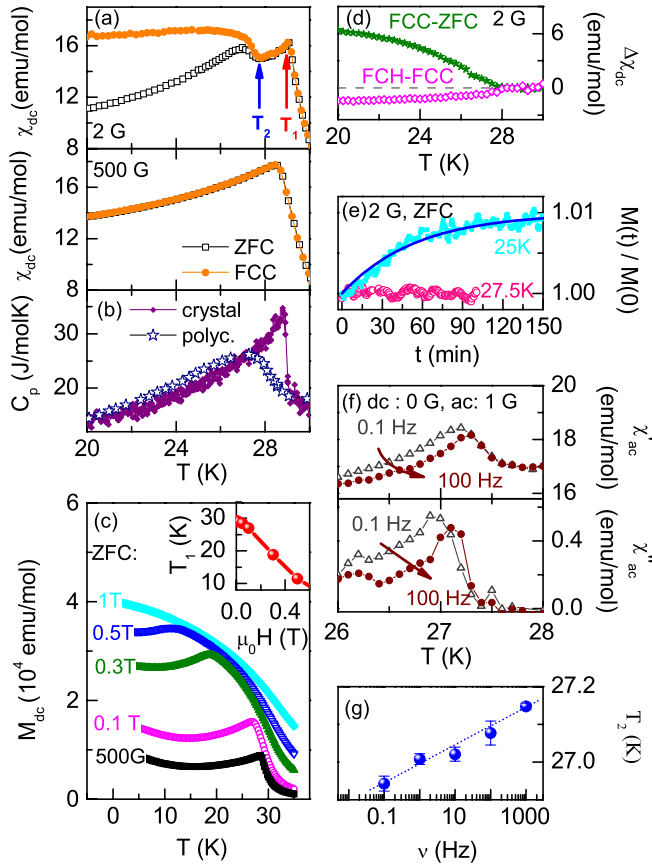 (a)
16
12
8
χdc(emu/mol)
2 G
T2
T1
500 G
16
12
8
χdc(emu/mol)
ZFC
FCC
(b)
crystal
polyc.
30
20
Cp (J/molK)
20 24 28
T (K)
(c)
ZFC:
1T
0.5T
0.3T
0.1 T
500G
6
4
2
0
Mdc (10⁴ emu/mol)
0 10 20 30
T (K)
30
20
10
T1 (K)
0.0 0.4
μ0H (T)
(d)
FCC-ZFC
2 G
FCH-FCC
6
0
Δχdc
(emu/mol)
20 24 28
T (K)
(e) 2 G, ZFC
25K
27.5K
1.01
1.00
M(t) / M(0)
0 30 60 90 120 150
t (min)
(f) dc : 0 G, ac: 1 G
0.1 Hz
100 Hz
20
18
16
χ'ac
(emu/mol)
0.1 Hz
100 Hz
0.4
0.0
χ''ac
(emu/mol)
26 27 28
T (K)
(g)
27.2
27.0
T2 (K)
0.1 1 10 100 1000
ν (Hz)